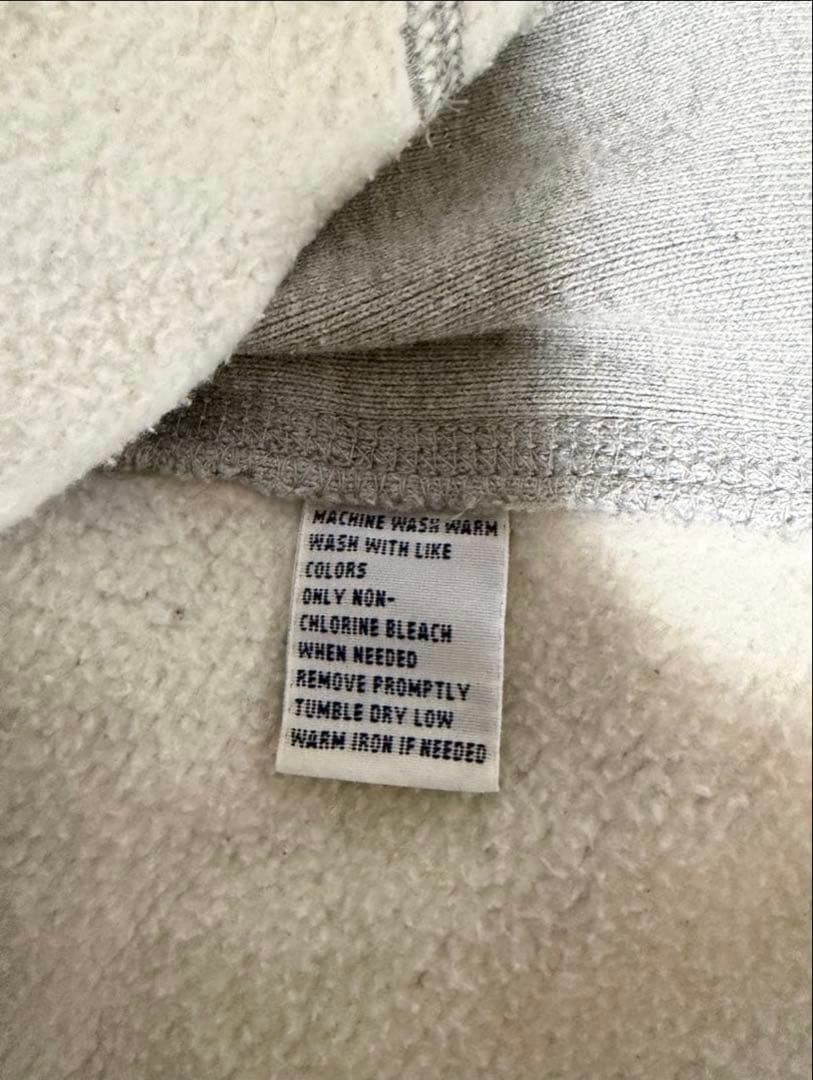 MACHINE WASH WARM
WASH WITH LIKE
COLORS
ONLY NON-
CHLORINE BLEACH
WHEN NEEDED
REMOVE PROMPTLY
TUMBLE DRY LOW
WARM IRON IF NEEDED